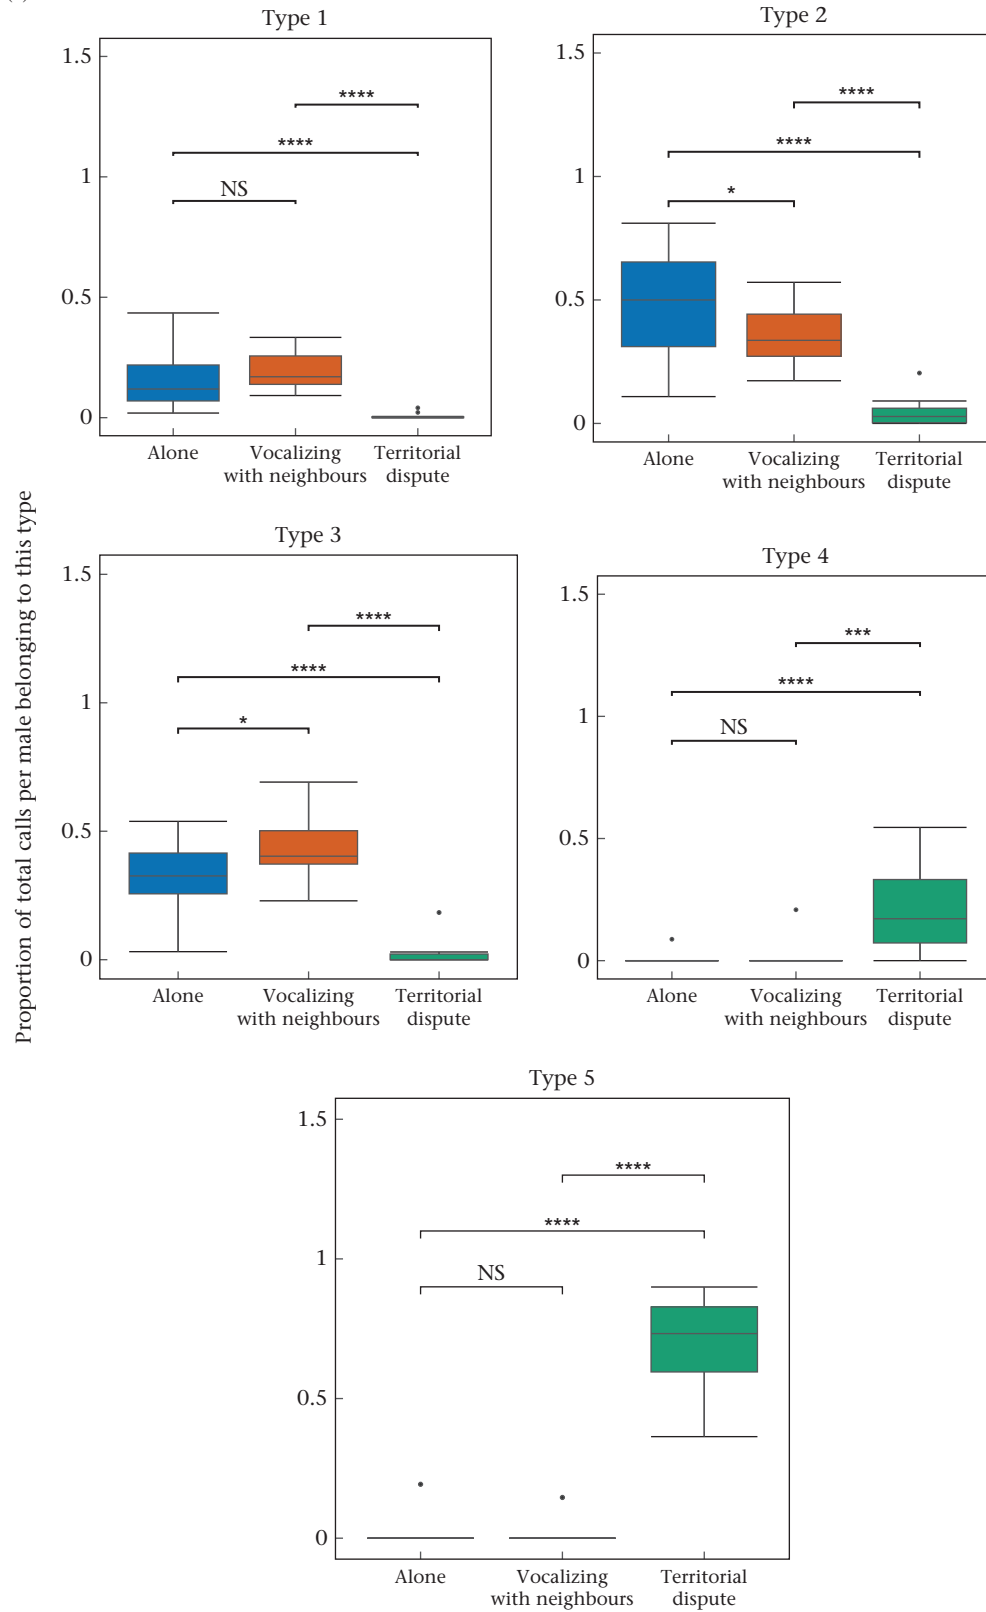 Type 1
1.5
1
0.5
0
****
****
NS
Alone
Vocalizing
with neighbours
Territorial
dispute
Type 2
1.5
1
0.5
0
****
****
*
Alone
Vocalizing
with neighbours
Territorial
dispute
Proportion of total calls per male belonging to this type
Type 3
1.5
1
0.5
0
****
****
*
Alone
Vocalizing
with neighbours
Territorial
dispute
Type 4
1.5
1
0.5
0
***
****
NS
Alone
Vocalizing
with neighbours
Territorial
dispute
Type 5
1.5
1
0.5
0
****
****
NS
Alone
Vocalizing
with neighbours
Territorial
dispute